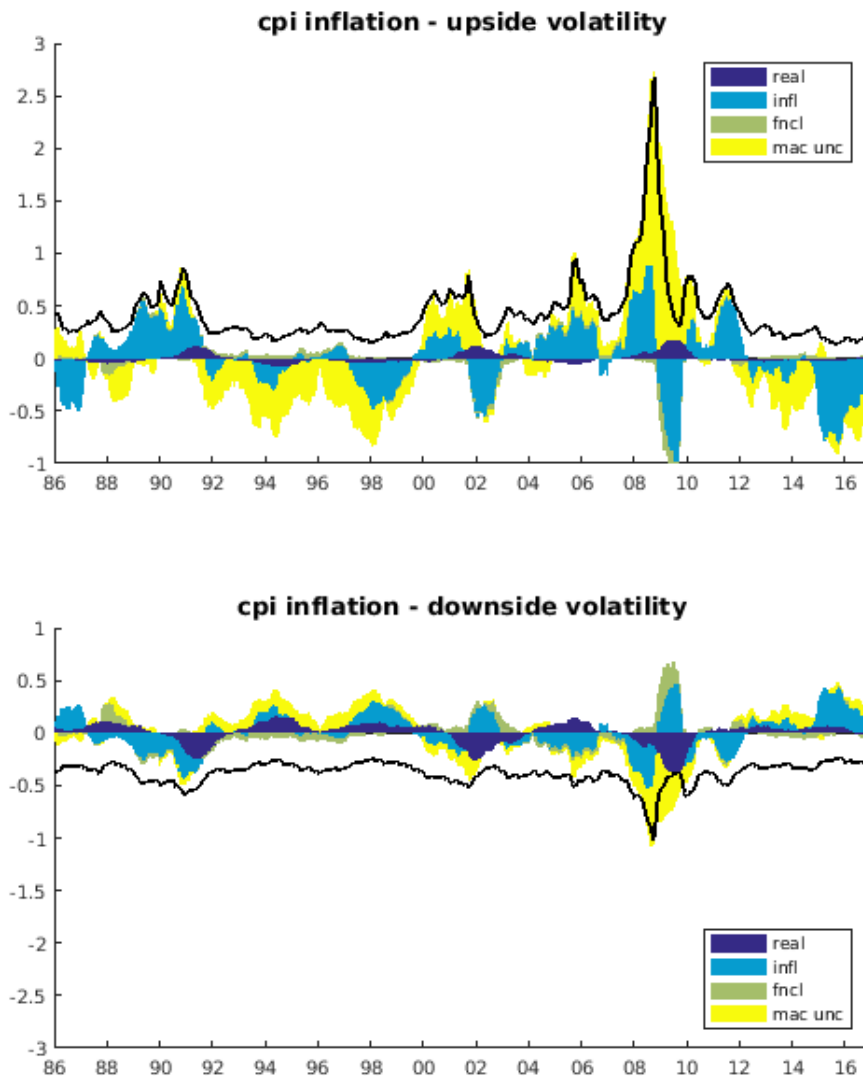 cpi inflation - upside volatility
3
2.5
2
1.5
1
0.5
0
-0.5
-1
real
infl
fncl
mac unc
86 88 90 92 94 96 98 00 02 04 06 08 10 12 14 16
cpi inflation - downside volatility
1
0.5
0
-0.5
-1
-1.5
-2
-2.5
-3
real
infl
fncl
mac unc
86 88 90 92 94 96 98 00 02 04 06 08 10 12 14 16